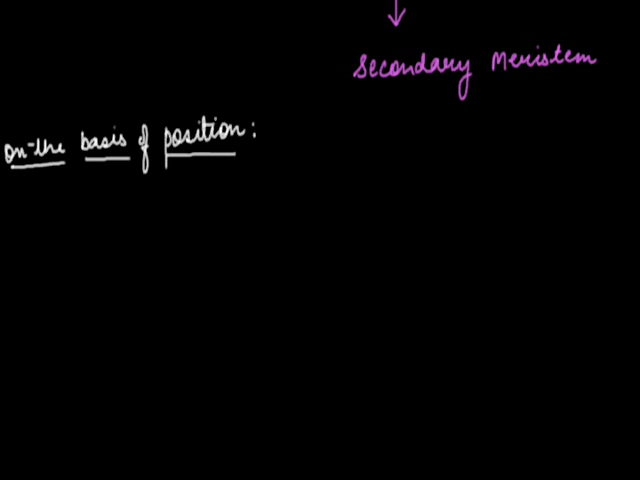 Secondary Meristem
On the basis of position: